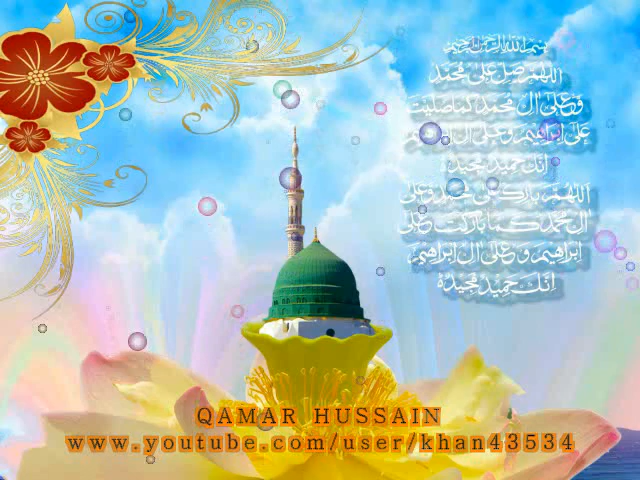 بسم الله الرحمن الرحيم
اللهم صل على محمد
وعلى آل محمد كما صليت
على ابراهيم وعلى آل ابراهيم
انك حميد مجيد
اللهم بارك على محمد وعلى
آل محمد كما باركت على
ابراهيم وعلى آل ابراهيم
انك حميد مجيد
QAMAR HUSSAIN
www.youtube.com/user/khan43534